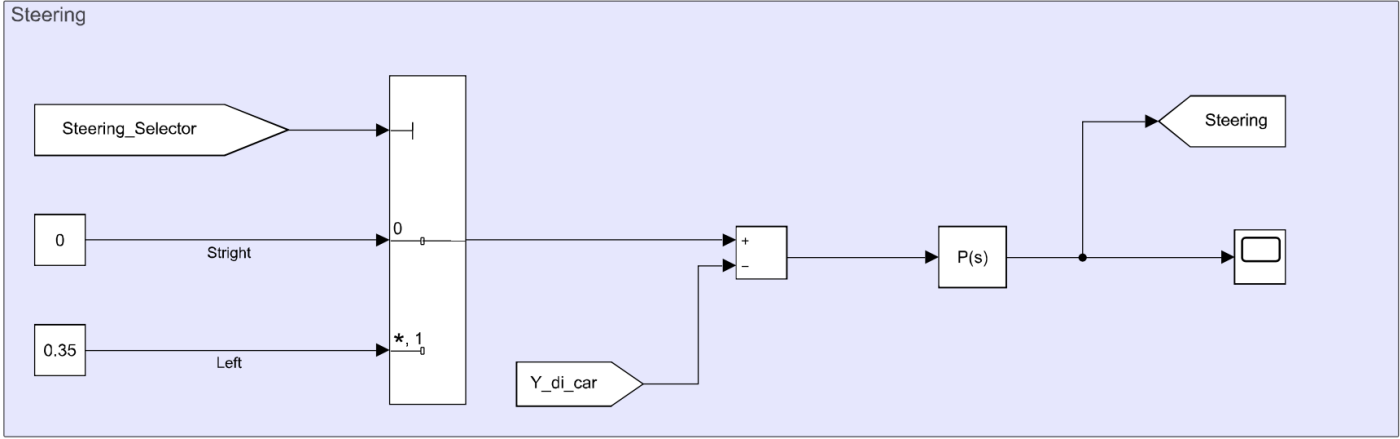 Steering
Steering_Selector
Steering
0
Stright
0
+
−
P(s)
0.35
Left
*, 1
Y_di_car